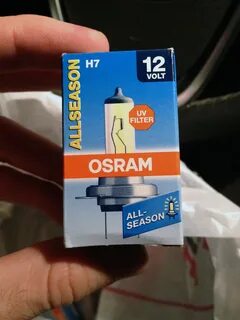 ALLSEASON
H7
12
VOLT
UV
FILTER
OSRAM
ALL-
SEASON